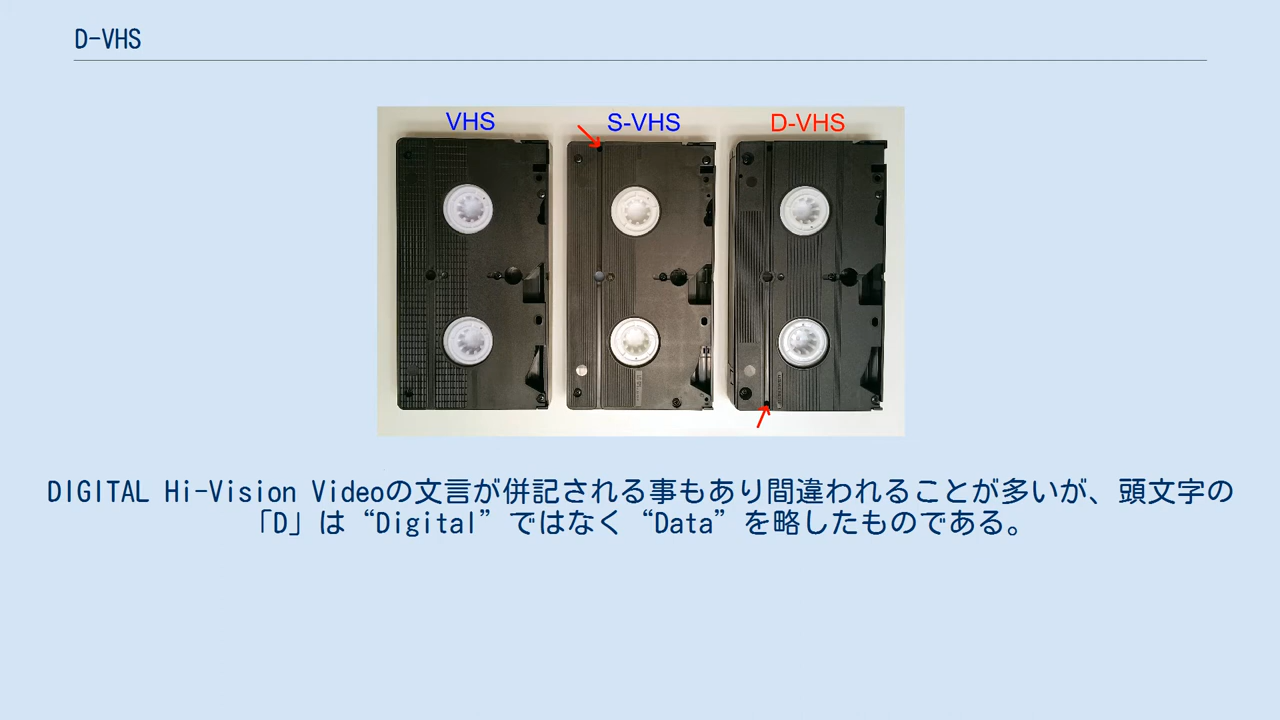 D-VHS
VHS
S-VHS
D-VHS
DIGITAL Hi-Vision Videoの文言が併記される事もあり間違われることが多いが、頭文字の
「D」は“Digital”ではなく“Data”を略したものである。